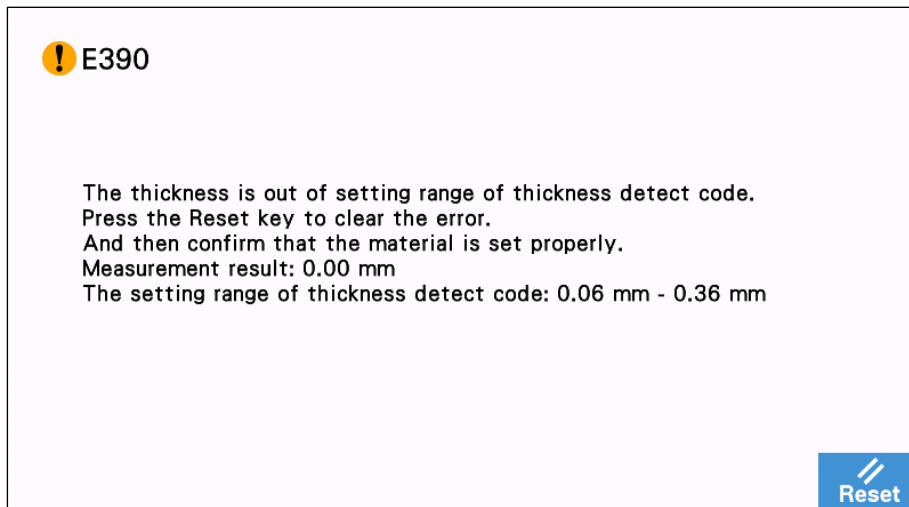 ! E390
The thickness is out of setting range of thickness detect code.
Press the Reset key to clear the error.
And then confirm that the material is set properly.
Measurement result: 0.00 mm
The setting range of thickness detect code: 0.06 mm - 0.36 mm
Reset